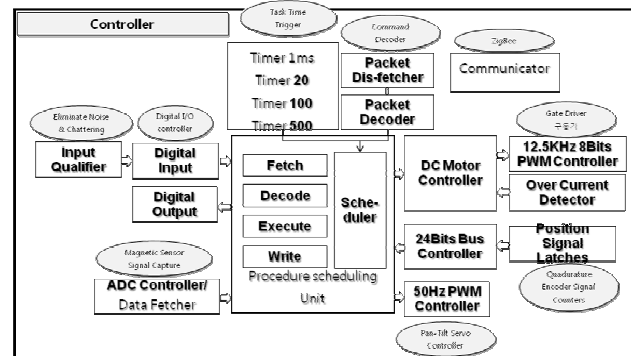 Controller
Task Time
Trigger
Command
Decoder
ZigBee
Timer 1ms
Timer 20
Timer 100
Timer 500
Packet
Dis-fetcher
Packet
Decoder
Communicator
Eliminate Noise
& Chattering
Digital I/O
controller
Gate Driver
구동기
Input
Qualifier
Digital
Input
Digital
Output
Fetch
Decode
Execute
Write
Sche-
duler
Procedure scheduling
Unit
DC Motor
Controller
12.5KHz 8Bits
PWM Controller
Over Current
Detector
24Bits Bus
Controller
Position
Signal
Latches
Magnetic Sensor
Signal Capture
ADC Controller/
Data Fetcher
50Hz PWM
Controller
Quadurature
Encoder Signal
Counters
Pan-Tilt Servo
Controller